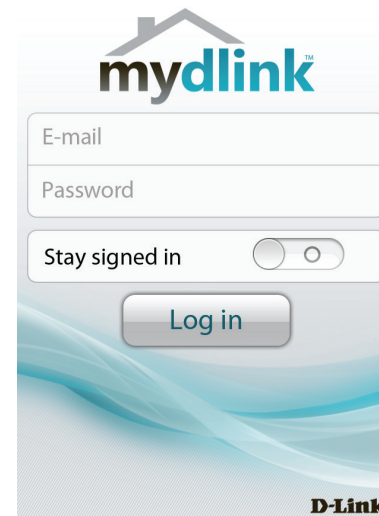 mydlink™
E-mail
Password
Stay signed in
Log in
D-Link